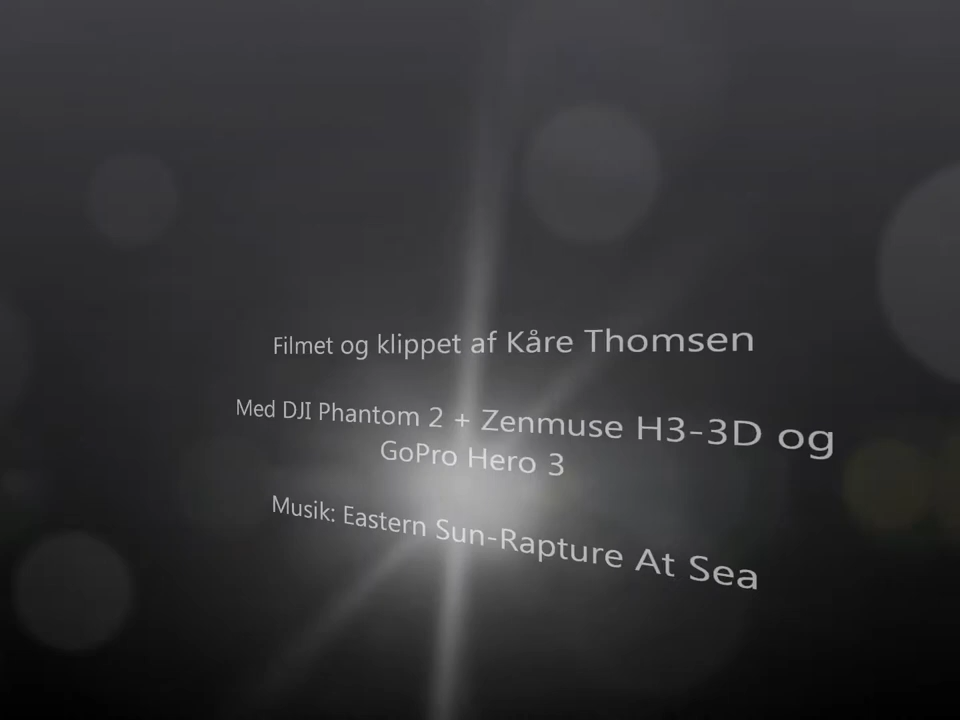 Filmet og klippet af Kåre Thomsen
Med DJI Phantom 2 + Zenmuse H3-3D og
GoPro Hero 3
Musik: Eastern Sun-Rapture At Sea